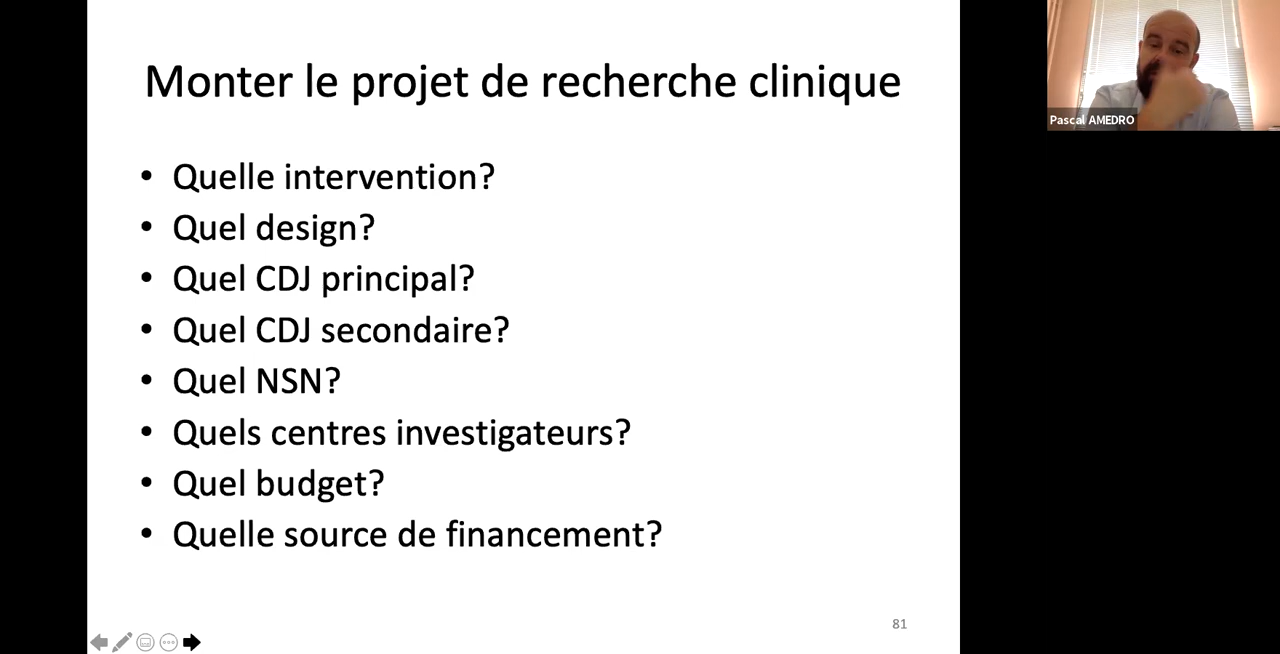 Monter le projet de recherche clinique
• Quelle intervention?
• Quel design?
• Quel CDJ principal?
• Quel CDJ secondaire?
• Quel NSN?
• Quels centres investigateurs?
• Quel budget?
• Quelle source de financement?
81
Pascal AMEDRO